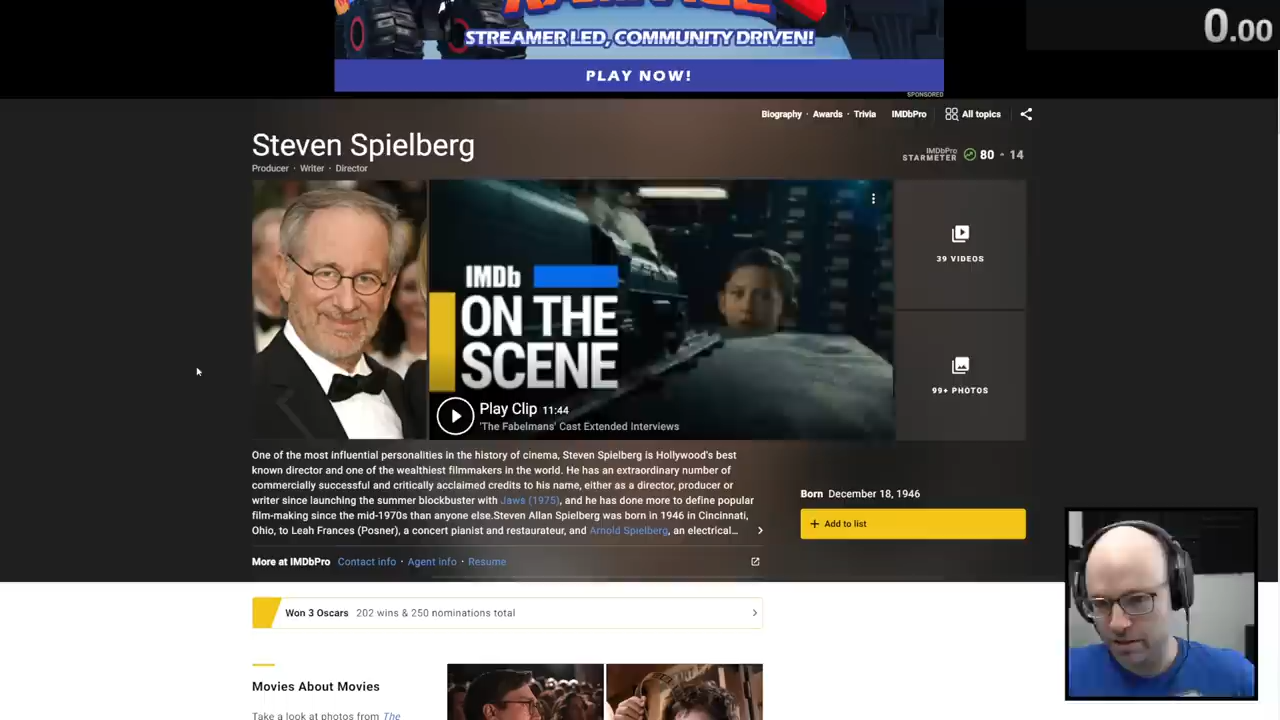 STREAMER LED, COMMUNITY DRIVEN!
PLAY NOW!
SPONSORED
0.00
Biography · Awards · Trivia IMDbPro All topics
Steven Spielberg
Producer · Writer · Director
IMDbPro
STARMETER
80 14
IMDb
ON THE
SCENE
Play Clip 11:44
'The Fabelmans' Cast Extended Interviews
39 VIDEOS
99+ PHOTOS
One of the most influential personalities in the history of cinema, Steven Spielberg is Hollywood's best
known director and one of the wealthiest filmmakers in the world. He has an extraordinary number of
commercially successful and critically acclaimed credits to his name, either as a director, producer or
writer since launching the summer blockbuster with Jaws (1975), and he has done more to define popular
film-making since the mid-1970s than anyone else.Steven Allan Spielberg was born in 1946 in Cincinnati,
Ohio, to Leah Frances (Posner), a concert pianist and restaurateur, and Arnold Spielberg, an electrical...
Born December 18, 1946
+ Add to list
More at IMDbPro Contact info · Agent info · Resume
Won 3 Oscars 202 wins & 250 nominations total
Movies About Movies
Take a look at photos from The